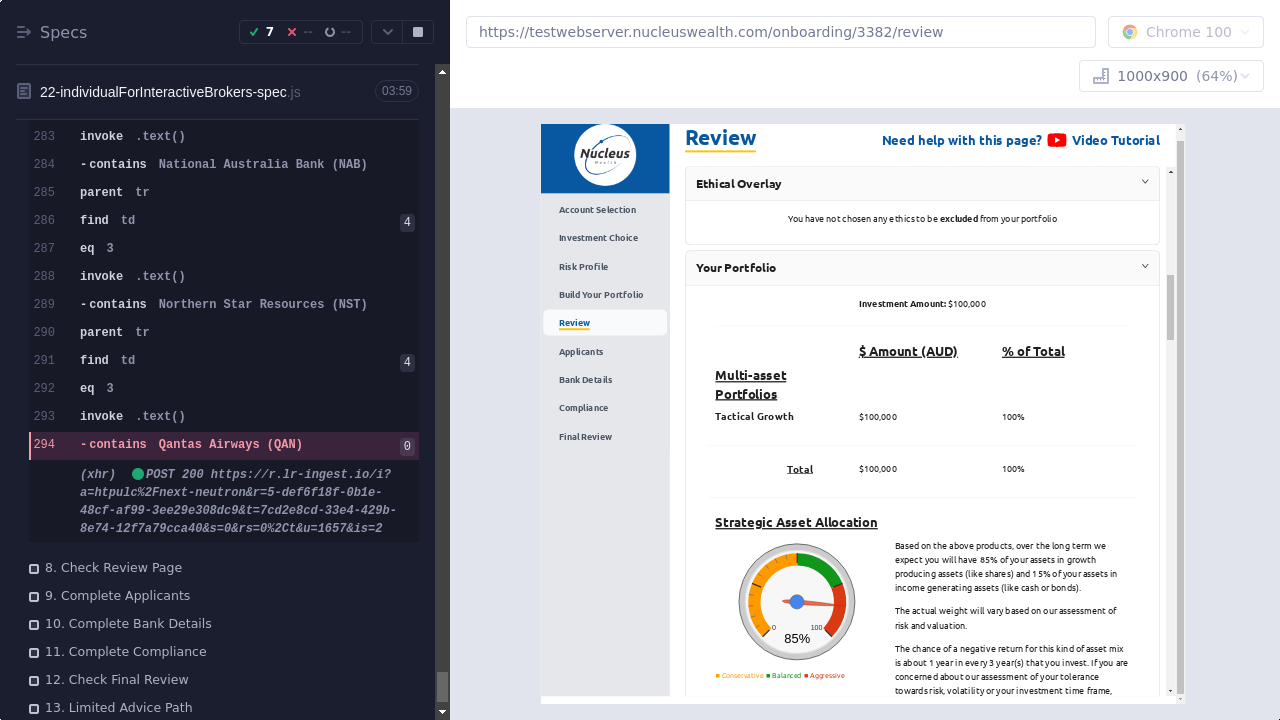 Specs
7
--
--
22-individualForInteractiveBrokers-spec.js
03:59
283 invoke .text()
284 -contains National Australia Bank (NAB)
285 parent tr
286 find td 4
287 eq 3
288 invoke .text()
289 -contains Northern Star Resources (NST)
290 parent tr
291 find td 4
292 eq 3
293 invoke .text()
294 -contains Qantas Airways (QAN) 0
(xhr) POST 200 https://r.lr-ingest.io/i?
a=htpulc%2Fnext-neutron&r=5-def6f18f-0b1e-
48cf-af99-3ee29e308dc9&t=7cd2e8cd-33e4-429b-
8e74-12f7a79cca40&s=0&rs=0%2Ct&u=1657&is=2
8. Check Review Page
9. Complete Applicants
10. Complete Bank Details
11. Complete Compliance
12. Check Final Review
13. Limited Advice Path
https://testwebserver.nucleuswealth.com/onboarding/3382/review
Chrome 100
1000x900 (64%)
Nucleus
Wealth
Account Selection
Investment Choice
Risk Profile
Build Your Portfolio
Review
Applicants
Bank Details
Compliance
Final Review
Review
Need help with this page? Video Tutorial
Ethical Overlay
You have not chosen any ethics to be excluded from your portfolio
Your Portfolio
Investment Amount: $100,000
$ Amount (AUD) % of Total
Multi-asset
Portfolios
Tactical Growth $100,000 100%
Total $100,000 100%
Strategic Asset Allocation
0 100
85%
Conservative Balanced Aggressive
Based on the above products, over the long term we
expect you will have 85% of your assets in growth
producing assets (like shares) and 15% of your assets in
income generating assets (like cash or bonds).
The actual weight will vary based on our assessment of
risk and valuation.
The chance of a negative return for this kind of asset mix
is about 1 year in every 3 year(s) that you invest. If you are
concerned about our assessment of your tolerance
towards risk, volatility or your investment time frame,